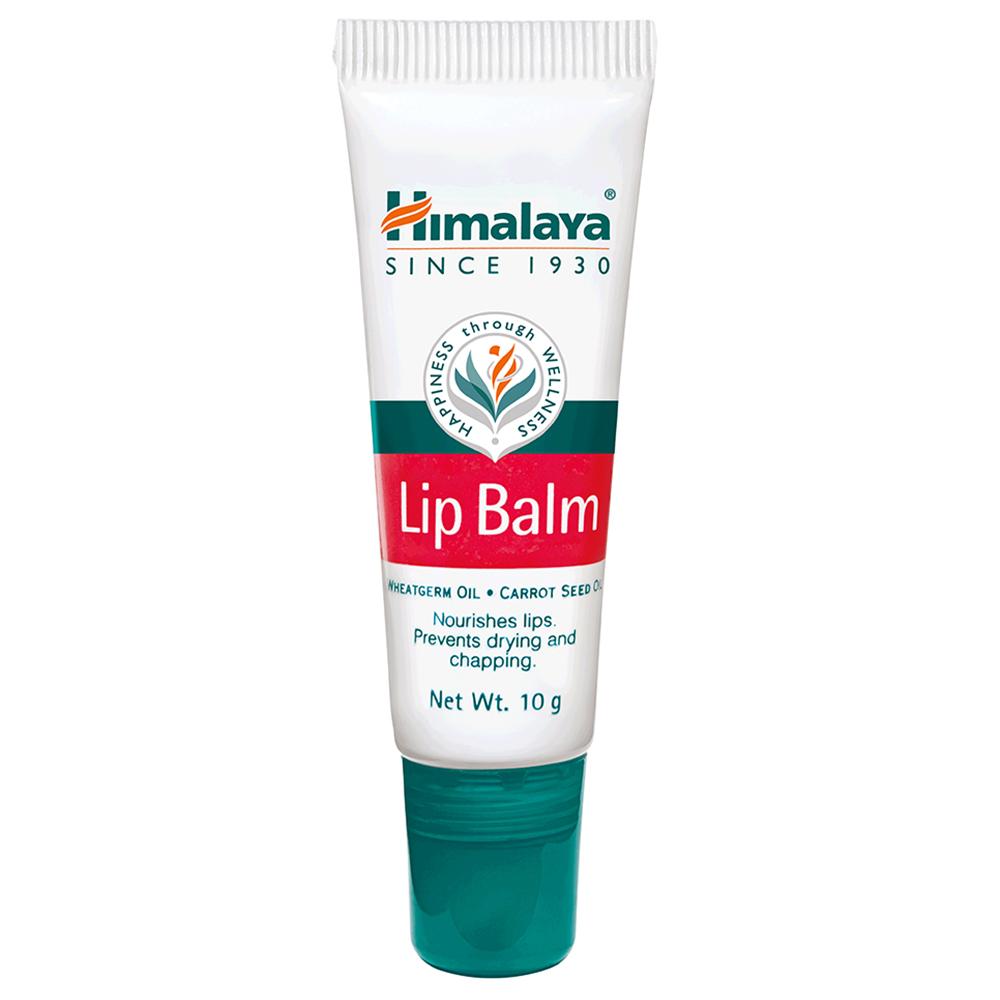 Himalaya®
SINCE 1930
HAPPINESS through WELLNESS
Lip Balm
WHEATGERM OIL • CARROT SEED OIL
Nourishes lips.
Prevents drying and
chapping.
Net Wt. 10 g